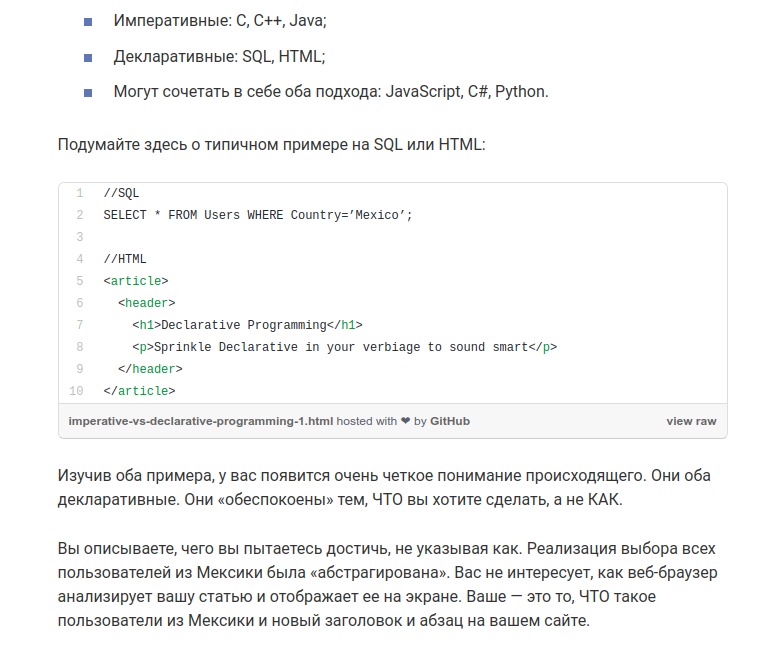 Императивные: C, C++, Java;
Декларативные: SQL, HTML;
Могут сочетать в себе оба подхода: JavaScript, C#, Python.
Подумайте здесь о типичном примере на SQL или HTML:
1 //SQL
2 SELECT * FROM Users WHERE Country=’Mexico’;
3
4 //HTML
5 <article>
6 <header>
7 <h1>Declarative Programming</h1>
8 <p>Sprinkle Declarative in your verbiage to sound smart</p>
9 </header>
10 </article>
imperative-vs-declarative-programming-1.html hosted with ❤ by GitHub view raw
Изучив оба примера, у вас появится очень четкое понимание происходящего. Они оба
декларативные. Они «обеспокоены» тем, ЧТО вы хотите сделать, а не КАК.
Вы описываете, чего вы пытаетесь достичь, не указывая как. Реализация выбора всех
пользователей из Мексики была «абстрагирована». Вас не интересует, как веб-браузер
анализирует вашу статью и отображает ее на экране. Ваше — это то, ЧТО такое
пользователи из Мексики и новый заголовок и абзац на вашем сайте.